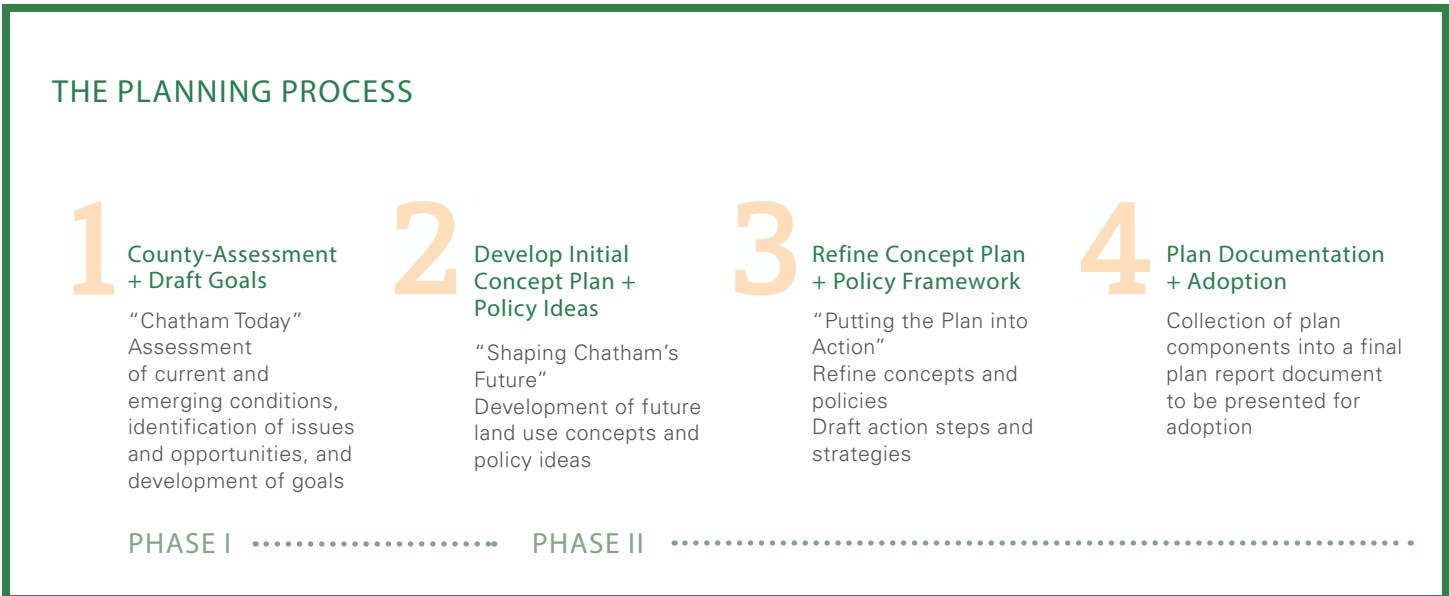 THE PLANNING PROCESS
1
County-Assessment
+ Draft Goals
“Chatham Today”
Assessment
of current and
emerging conditions,
identification of issues
and opportunities, and
development of goals
2
Develop Initial
Concept Plan +
Policy Ideas
“Shaping Chatham’s
Future”
Development of future
land use concepts and
policy ideas
3
Refine Concept Plan
+ Policy Framework
“Putting the Plan into
Action”
Refine concepts and
policies
Draft action steps and
strategies
4
Plan Documentation
+ Adoption
Collection of plan
components into a final
plan report document
to be presented for
adoption
PHASE I
PHASE II